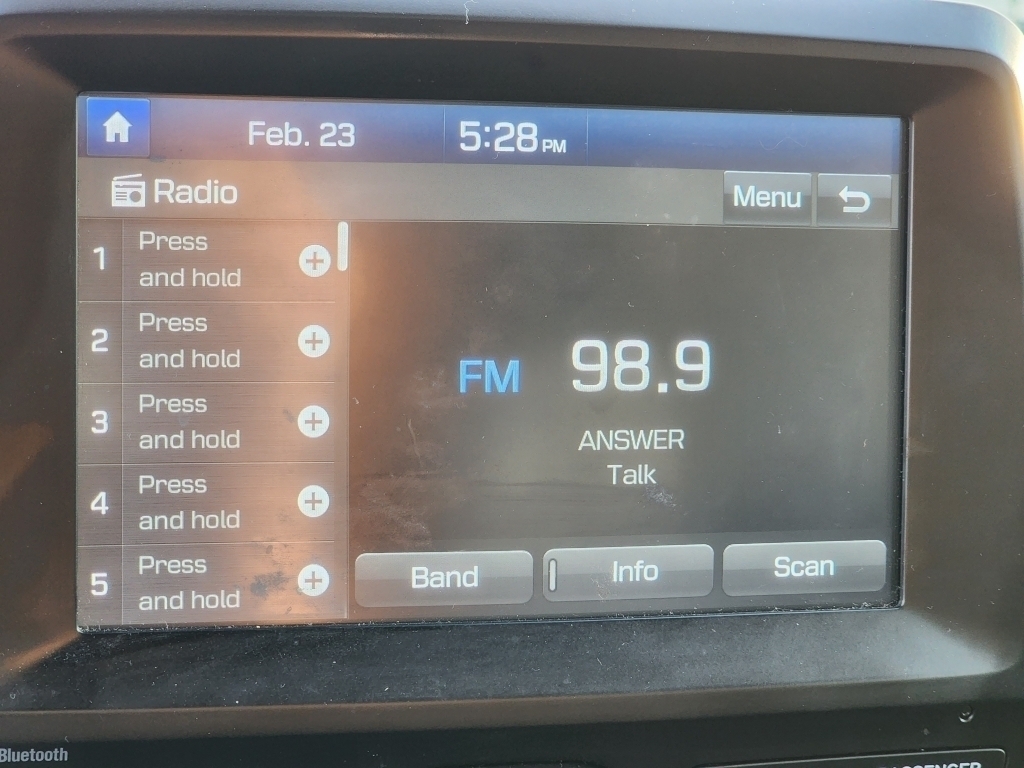 Feb. 23 5:28 PM
Radio Menu
1 Press and hold
2 Press and hold
3 Press and hold
4 Press and hold
5 Press and hold
FM 98.9
ANSWER
Talk
Band Info Scan
Bluetooth
PASSENGER